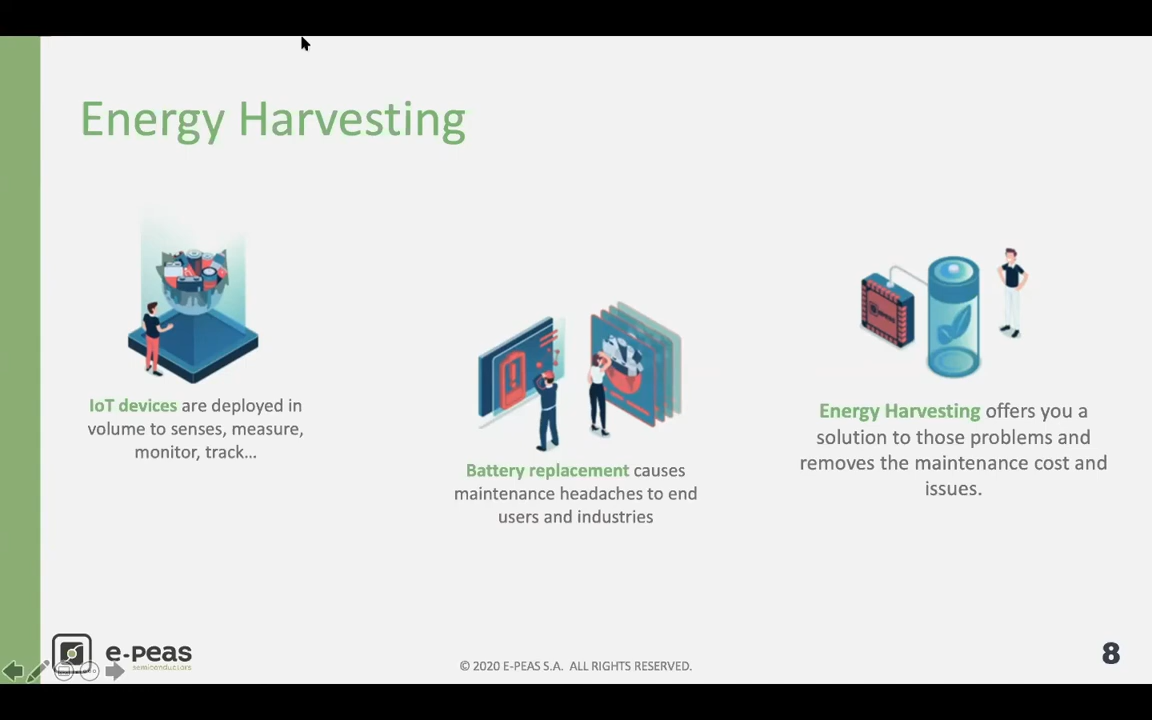 Energy Harvesting
IoT devices are deployed in
volume to senses, measure,
monitor, track...
Battery replacement causes
maintenance headaches to end
users and industries
Energy Harvesting offers you a
solution to those problems and
removes the maintenance cost and
issues.
e-peas
semiconductors
© 2020 E-PEAS S.A. ALL RIGHTS RESERVED.
8